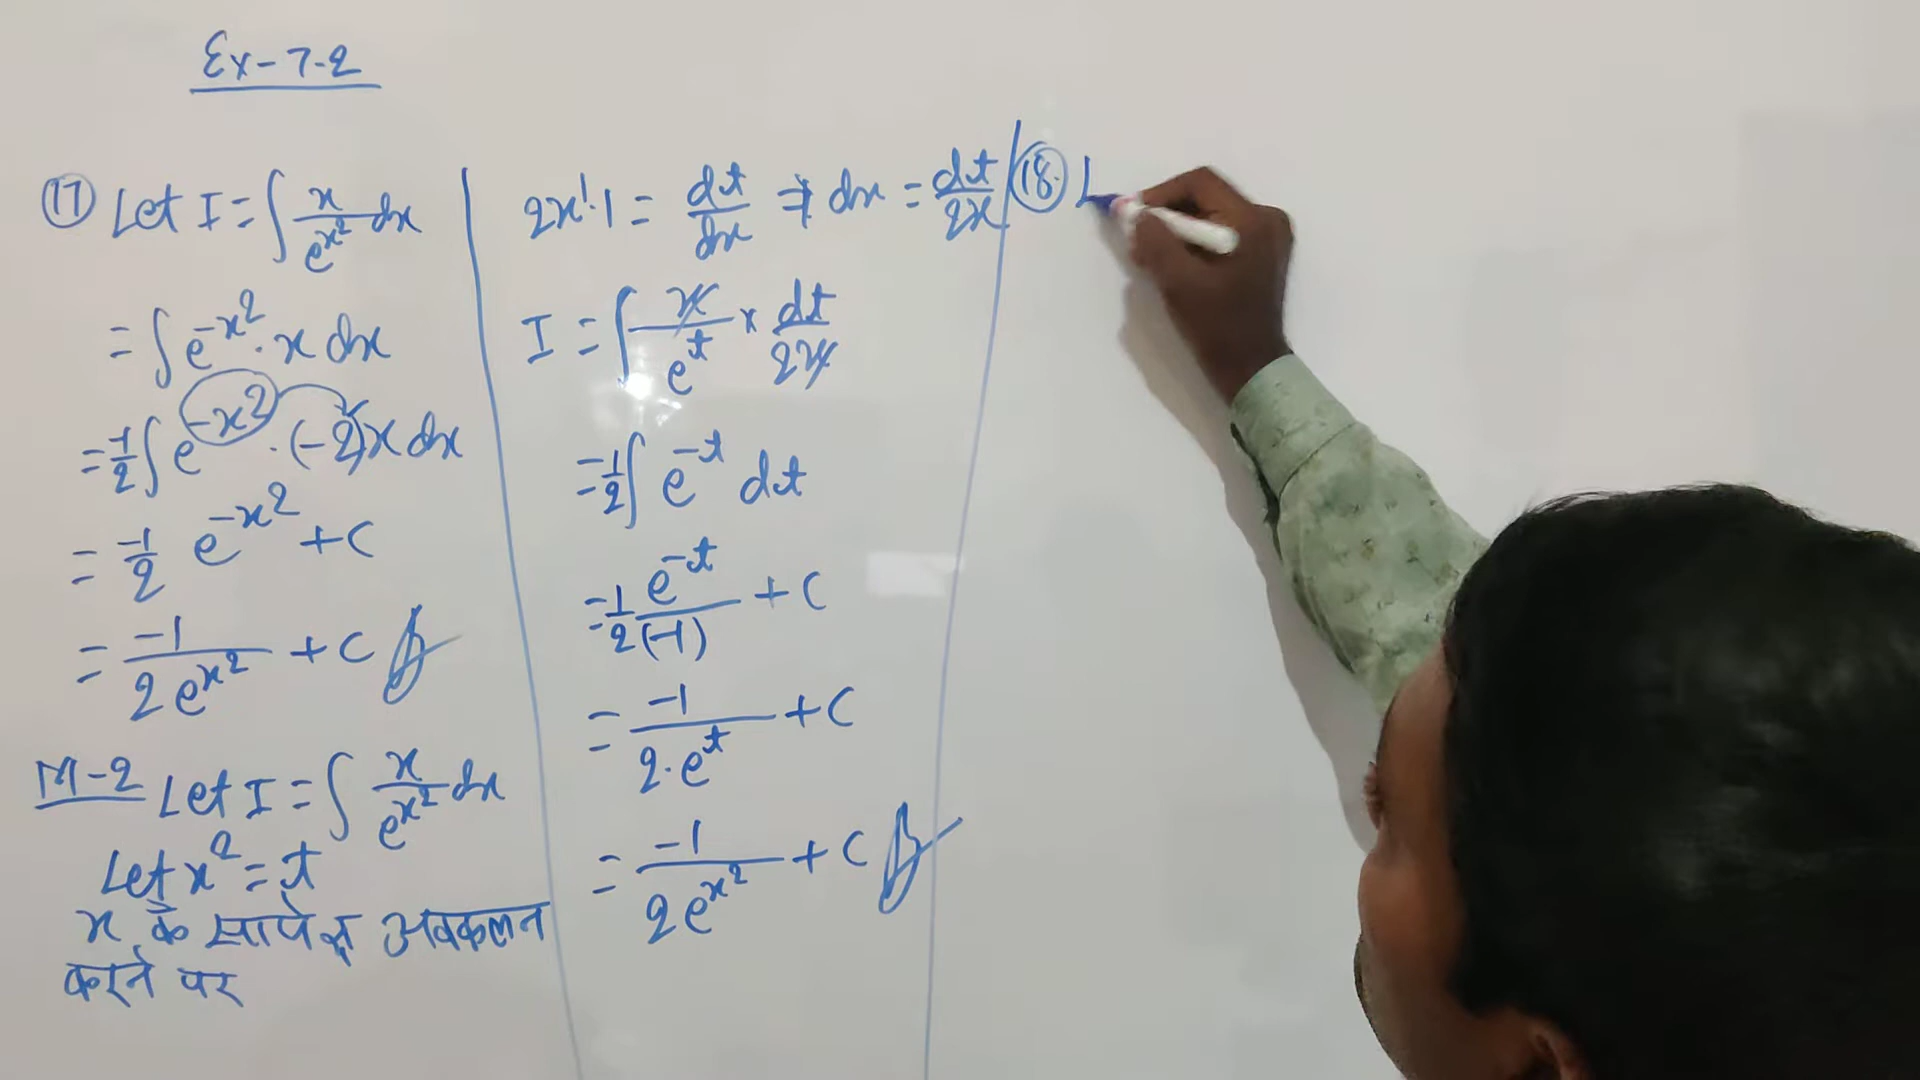 Ex-7.2
(17) Let I = ∫ x/e^x² dx
= ∫ e^-x² · x dx
= -1/2 ∫ e^-x² · (-2)x dx
= -1/2 e^-x² + C
= -1/2e^x² + C
M-2 Let I = ∫ x/e^x² dx
Let x² = t
x के सापेक्ष अवकलन
करने पर
2x¹·1 = dt/dx ⇒ dx = dt/2x
I = ∫ x/e^t × dt/2x
= 1/2 ∫ e^-t dt
= 1/2 e^-t/(-1) + C
= -1/2·e^t + C
= -1/2e^x² + C
(18) L